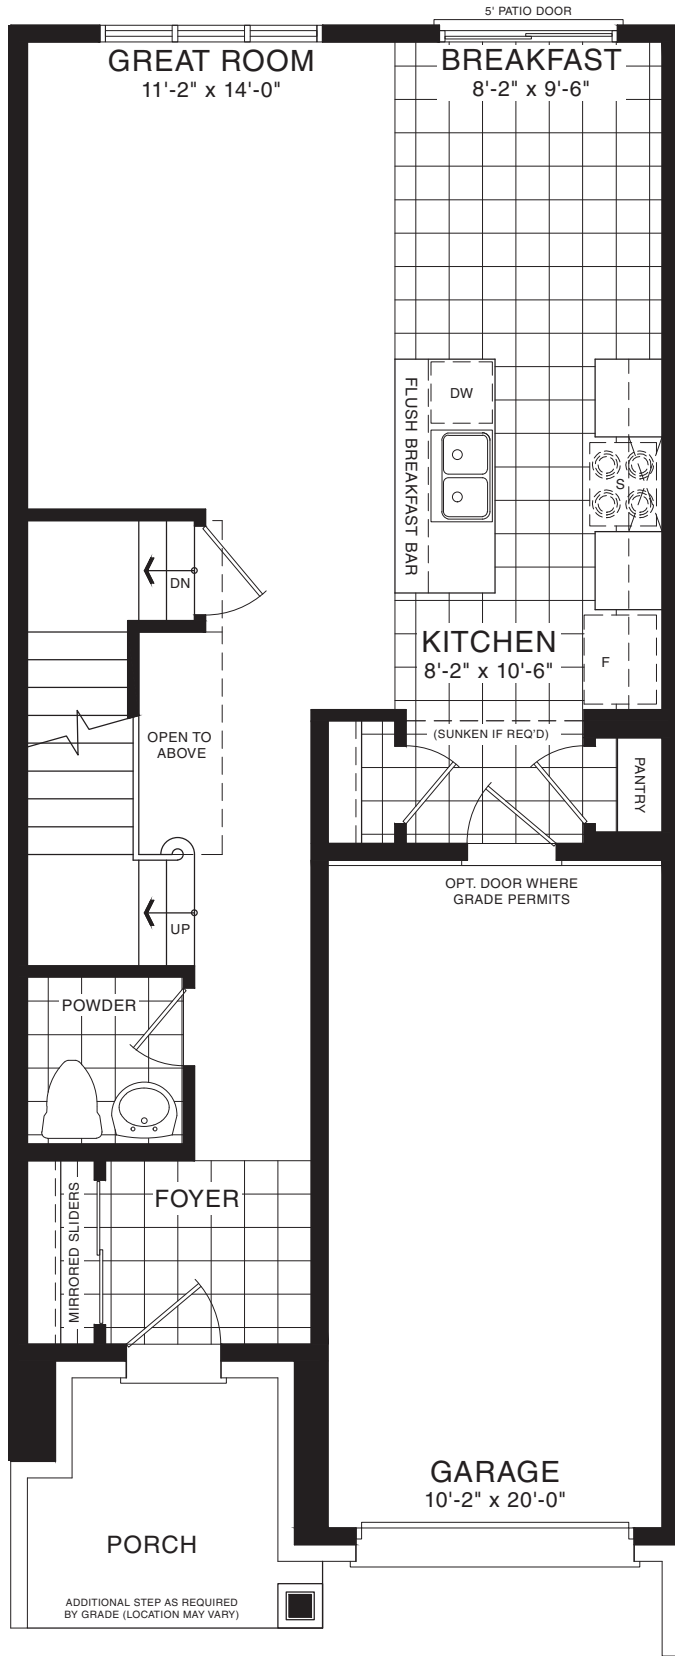 5' PATIO DOOR
GREAT ROOM
11'-2" x 14'-0"
BREAKFAST
8'-2" x 9'-6"
FLUSH BREAKFAST BAR
DW
S
DN
KITCHEN
8'-2" x 10'-6"
F
OPEN TO
ABOVE
(SUNKEN IF REQ'D)
PANTRY
OPT. DOOR WHERE
GRADE PERMITS
UP
POWDER
MIRRORED SLIDERS
FOYER
GARAGE
10'-2" x 20'-0"
PORCH
ADDITIONAL STEP AS REQUIRED
BY GRADE (LOCATION MAY VARY)